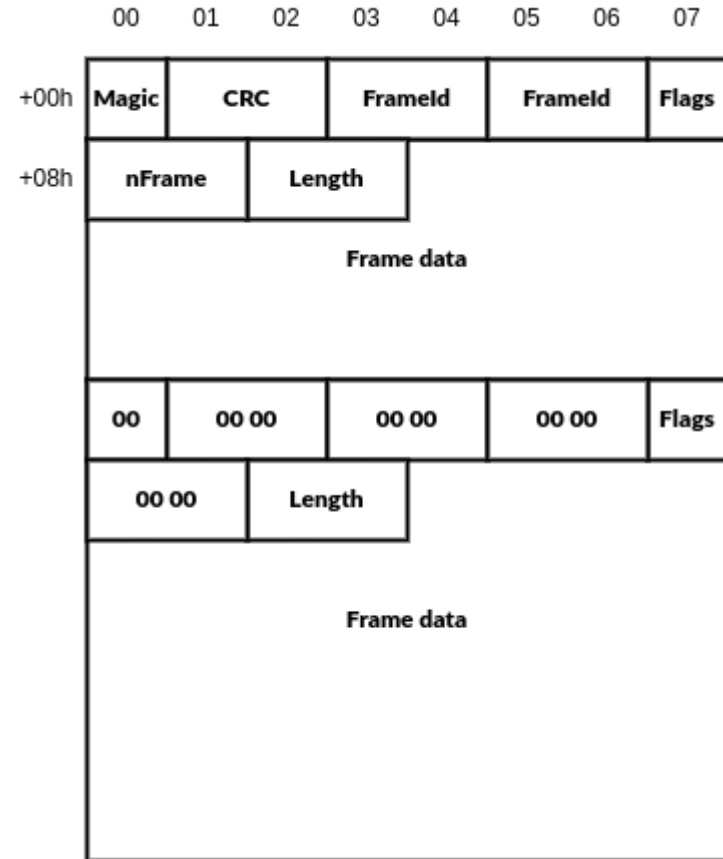 00 01 02 03 04 05 06 07
+00h Magic CRC FrameId FrameId Flags
+08h nFrame Length
Frame data
00 00 00 00 00 00 00 Flags
00 00 Length
Frame data